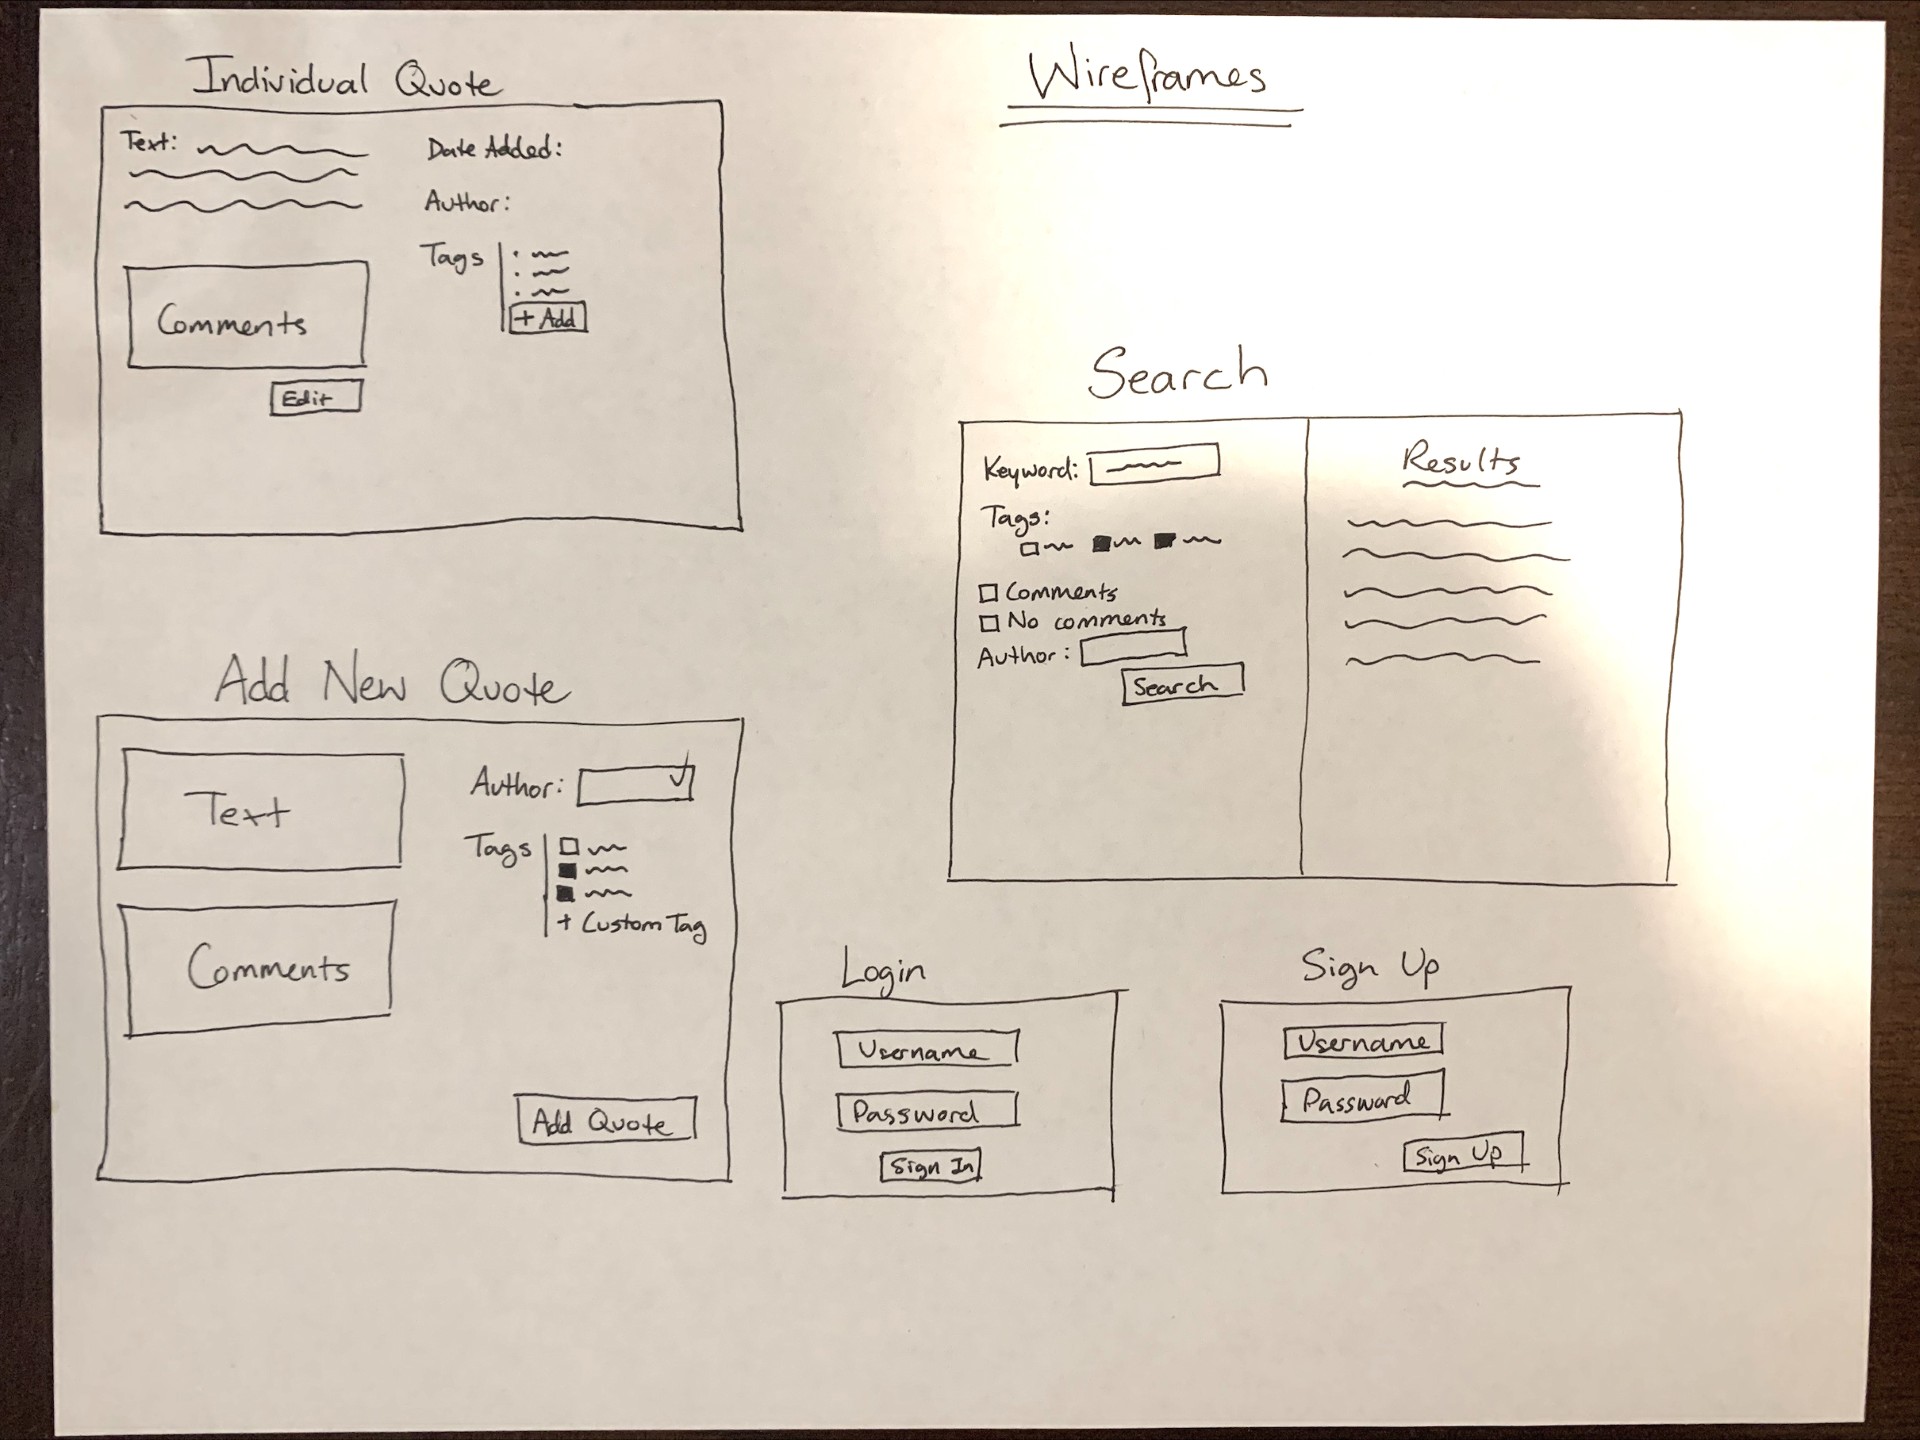 Wireframes
Individual Quote
Text:
Date Added:
Author:
Tags
+ Add
Comments
Edit
Search
Keyword:
Tags:
Comments
No comments
Author:
Search
Results
Add New Quote
Text
Comments
Author:
Tags
+ Custom Tag
Add Quote
Login
Username
Password
Sign In
Sign Up
Username
Password
Sign Up